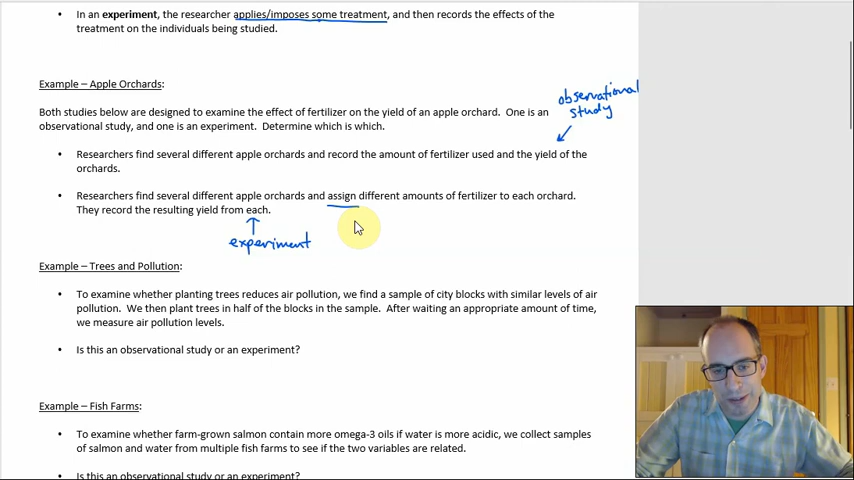 • In an experiment, the researcher applies/imposes some treatment, and then records the effects of the
treatment on the individuals being studied.
Example – Apple Orchards:
observational
study
Both studies below are designed to examine the effect of fertilizer on the yield of an apple orchard. One is an
observational study, and one is an experiment. Determine which is which.
• Researchers find several different apple orchards and record the amount of fertilizer used and the yield of the
orchards.
• Researchers find several different apple orchards and assign different amounts of fertilizer to each orchard.
They record the resulting yield from each.
experiment
Example – Trees and Pollution:
• To examine whether planting trees reduces air pollution, we find a sample of city blocks with similar levels of air
pollution. We then plant trees in half of the blocks in the sample. After waiting an appropriate amount of time,
we measure air pollution levels.
• Is this an observational study or an experiment?
Example – Fish Farms:
• To examine whether farm-grown salmon contain more omega-3 oils if water is more acidic, we collect samples
of salmon and water from multiple fish farms to see if the two variables are related.
• Is this an observational study or an experiment?